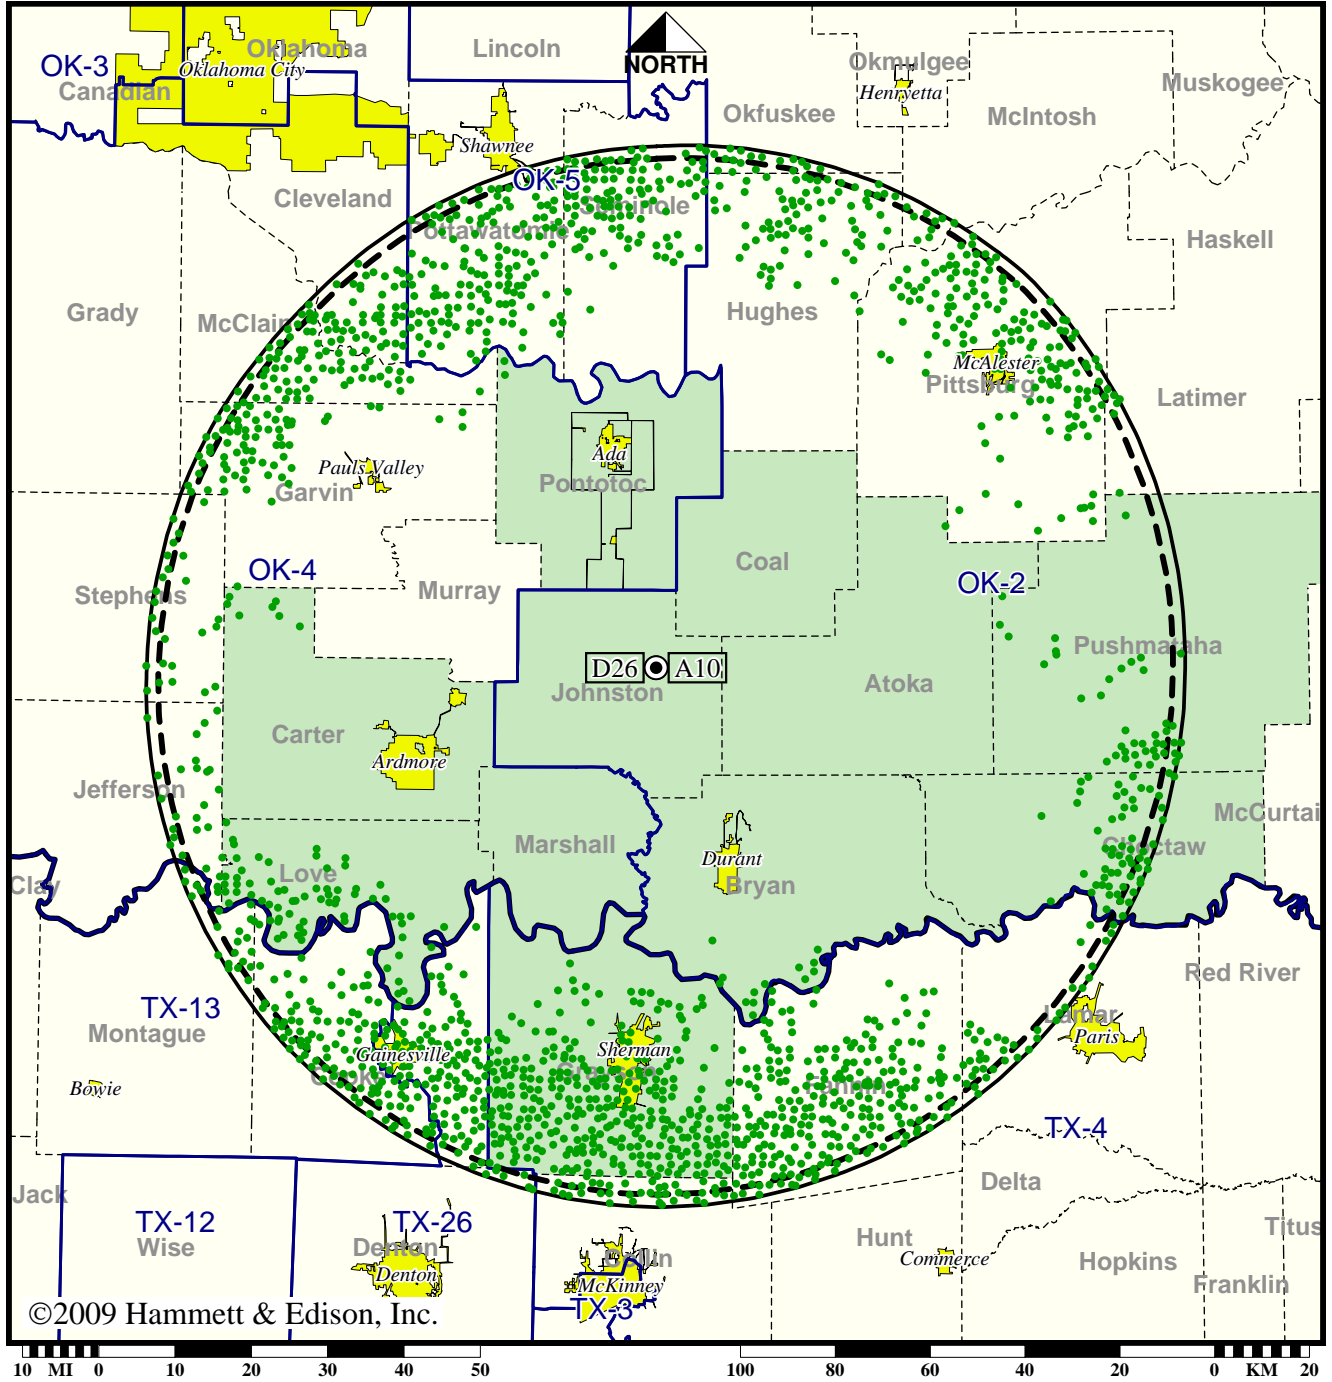 Oklahoma
Lincoln
NORTH
Okmulgee
OK-3
Oklahoma City
Canadian
Henryetta
Muskogee
Okfuskee
McIntosh
Shawnee
OK-5
Cleveland
Seminole
Pottawatomie
Haskell
Grady
McClain
Hughes
McAlester
Pittsburg
Latimer
Ada
Pauls Valley
Garvin
Pontotoc
Coal
OK-4
OK-2
Stephens
Murray
Pushmataha
D26
A10
Johnston
Atoka
Carter
Ardmore
Jefferson
McCurtai
Marshall
Choctaw
Durant
Love
Clay
Bryan
Red River
TX-13
Lamar
Montague
Paris
Sherman
Gainesville
Grayson
Cooke
Fannin
Bowie
TX-4
Delta
Jack
TX-12
TX-26
Titus
Wise
Denton
Hunt
Collin
Commerce
Hopkins
Denton
McKinney
Franklin
TX-3
©2009 Hammett & Edison, Inc.
10 MI 0 10 20 30 40 50 100 80 60 40 20 0 KM 20